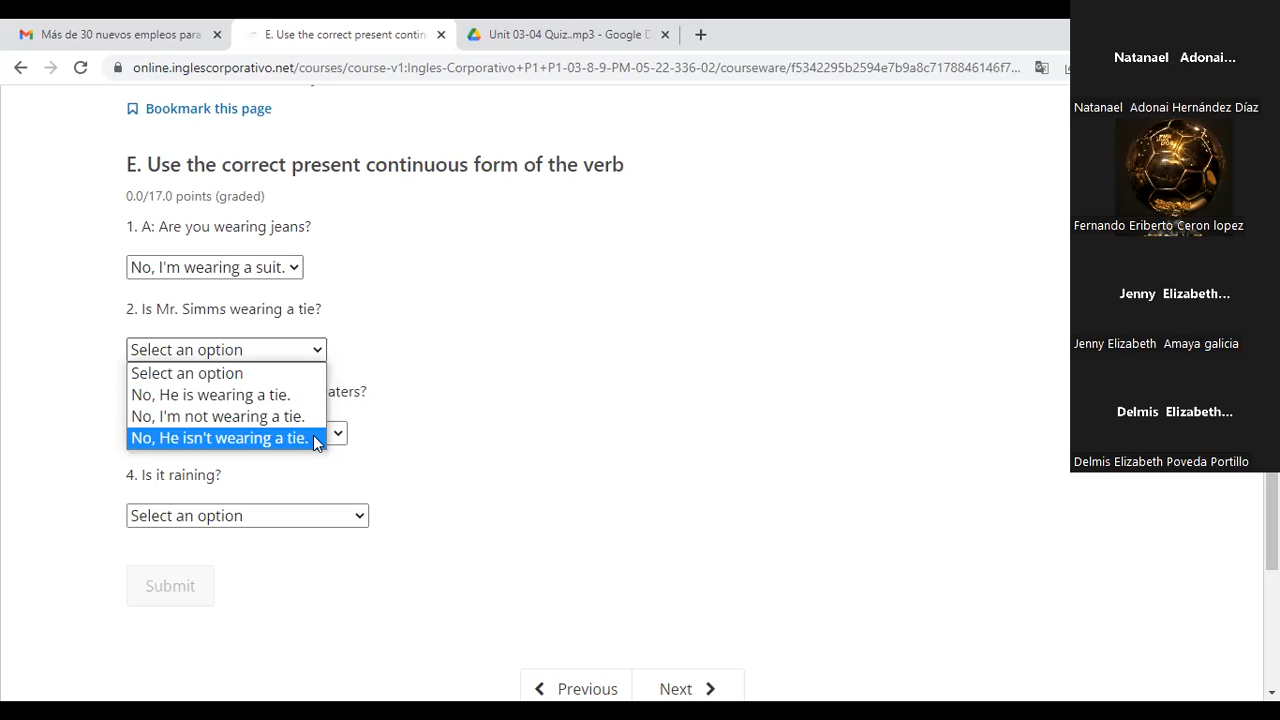 Más de 30 nuevos empleos para
E. Use the correct present contin
Unit 03-04 Quiz..mp3 - Google D
online.inglescorporativo.net/courses/course-v1:Ingles-Corporativo+P1+P1-03-8-9-PM-05-22-336-02/courseware/f5342295b2594e7b9a8c7178846146f7...
Bookmark this page
E. Use the correct present continuous form of the verb
0.0/17.0 points (graded)
1. A: Are you wearing jeans?
No, I'm wearing a suit.
2. Is Mr. Simms wearing a tie?
Select an option
Select an option
No, He is wearing a tie.
aters?
No, I'm not wearing a tie.
No, He isn't wearing a tie.
4. Is it raining?
Select an option
Submit
Previous
Next
Natanael Adonai...
Natanael Adonai Hernández Díaz
Fernando Eriberto Ceron lopez
Jenny Elizabeth...
Jenny Elizabeth Amaya galicia
Delmis Elizabeth...
Delmis Elizabeth Poveda Portillo